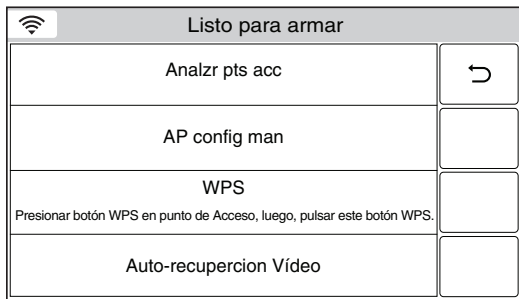 Listo para armar
Analzr pts acc
AP config man
WPS
Presionar botón WPS en punto de Acceso, luego, pulsar este botón WPS.
Auto-recupercion Vídeo